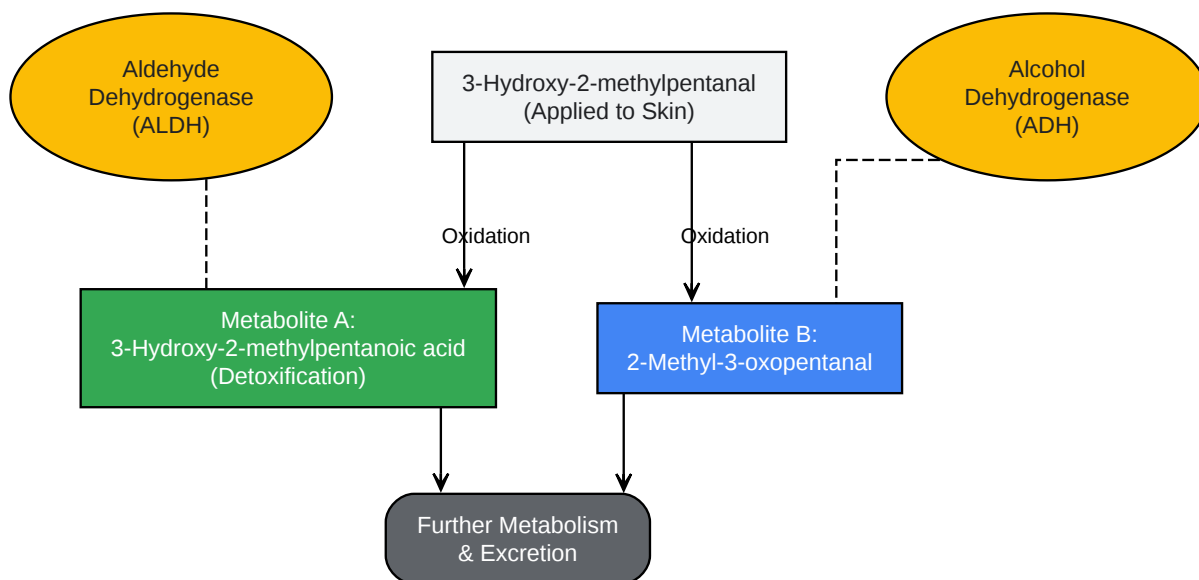 Aldehyde
Dehydrogenase
(ALDH)
3-Hydroxy-2-methylpentanal
(Applied to Skin)
Alcohol
Dehydrogenase
(ADH)
Oxidation
Oxidation
Metabolite A:
3-Hydroxy-2-methylpentanoic acid
(Detoxification)
Metabolite B:
2-Methyl-3-oxopentanal
Further Metabolism
& Excretion